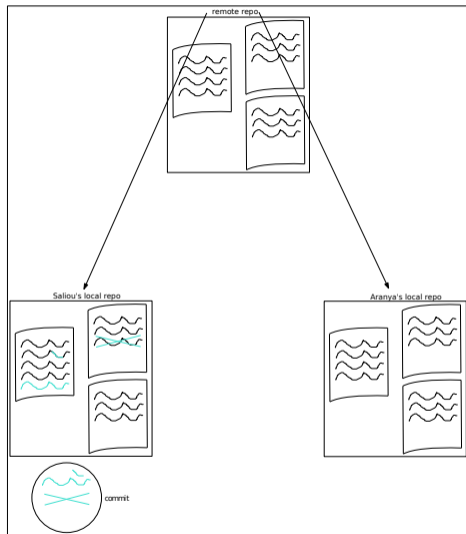 remote repo
Saliou's local repo
Aranya's local repo
commit